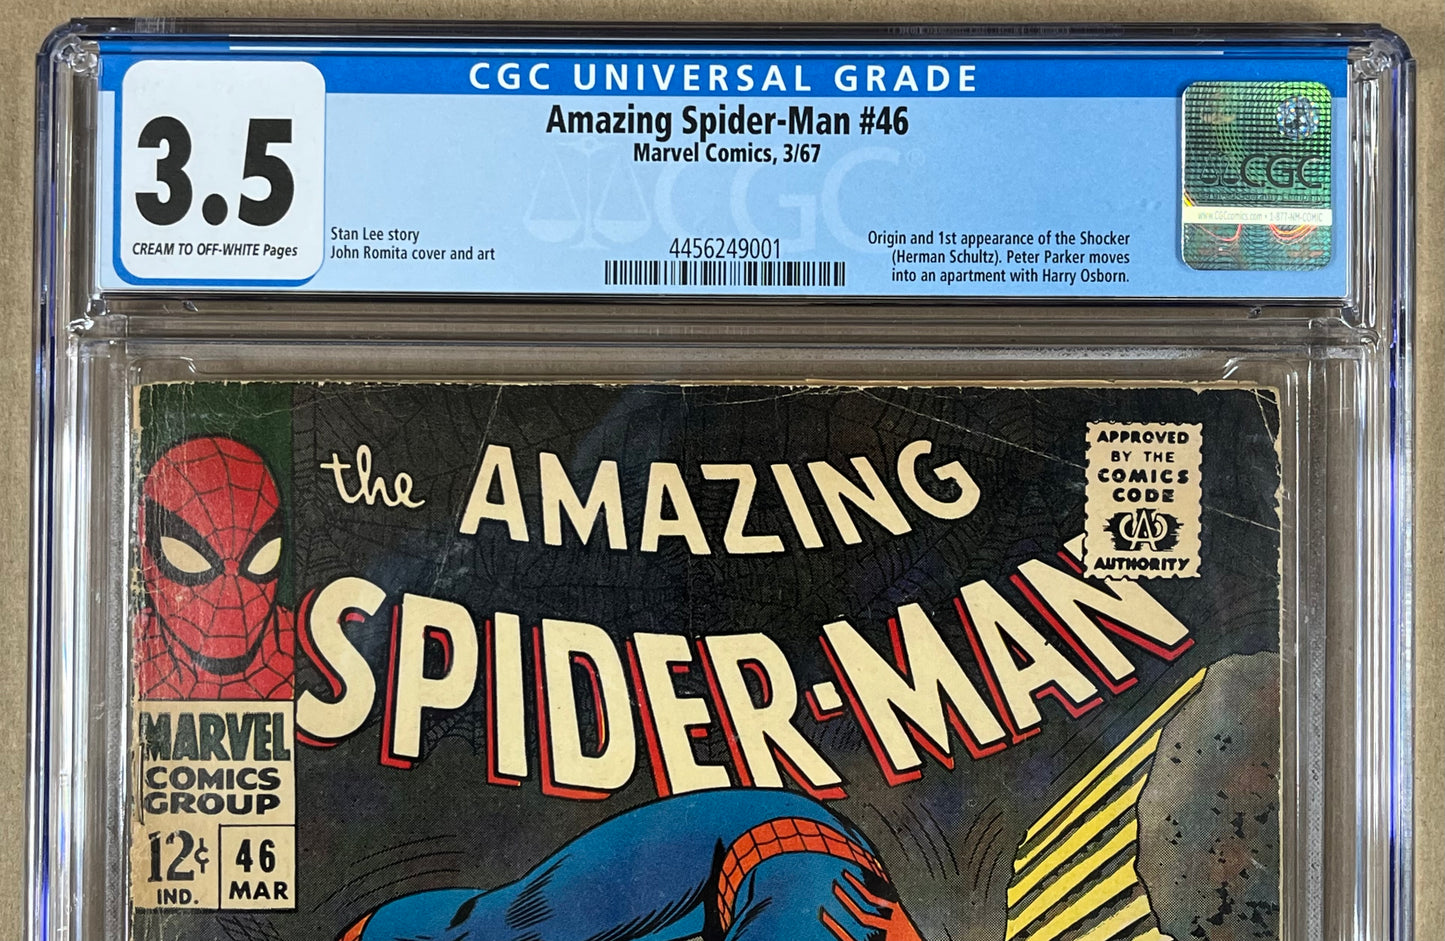 CGC UNIVERSAL GRADE
Amazing Spider-Man #46
Marvel Comics, 3/67
3.5
CREAM TO OFF-WHITE Pages
Stan Lee story
John Romita cover and art
4456249001
Origin and 1st appearance of the Shocker
(Herman Schultz). Peter Parker moves
into an apartment with Harry Osborn.
CGC
CGC
www.CGCcomics.com • 1-877-NM-COMIC
the AMAZING
SPIDER-MAN
APPROVED
BY THE
COMICS
CODE
CA
AUTHORITY
MARVEL
COMICS
GROUP
12¢
IND.
46
MAR